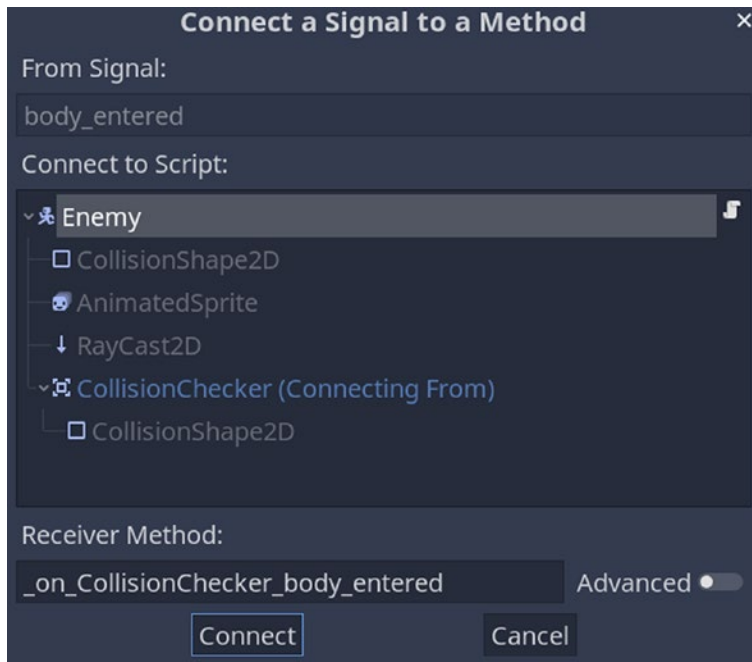 Connect a Signal to a Method
From Signal:
body_entered
Connect to Script:
Enemy
CollisionShape2D
AnimatedSprite
RayCast2D
CollisionChecker (Connecting From)
CollisionShape2D
Receiver Method:
_on_CollisionChecker_body_entered Advanced
Connect Cancel